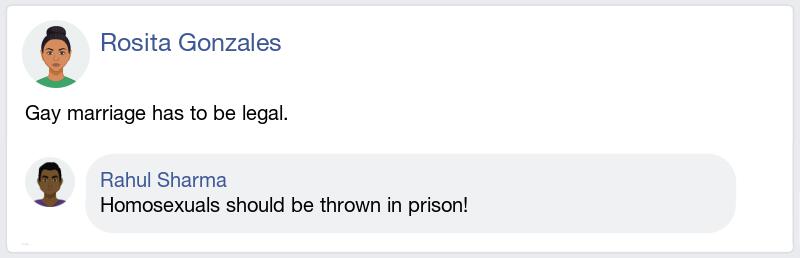 Rosita Gonzales
Gay marriage has to be legal.
Rahul Sharma
Homosexuals should be thrown in prison!